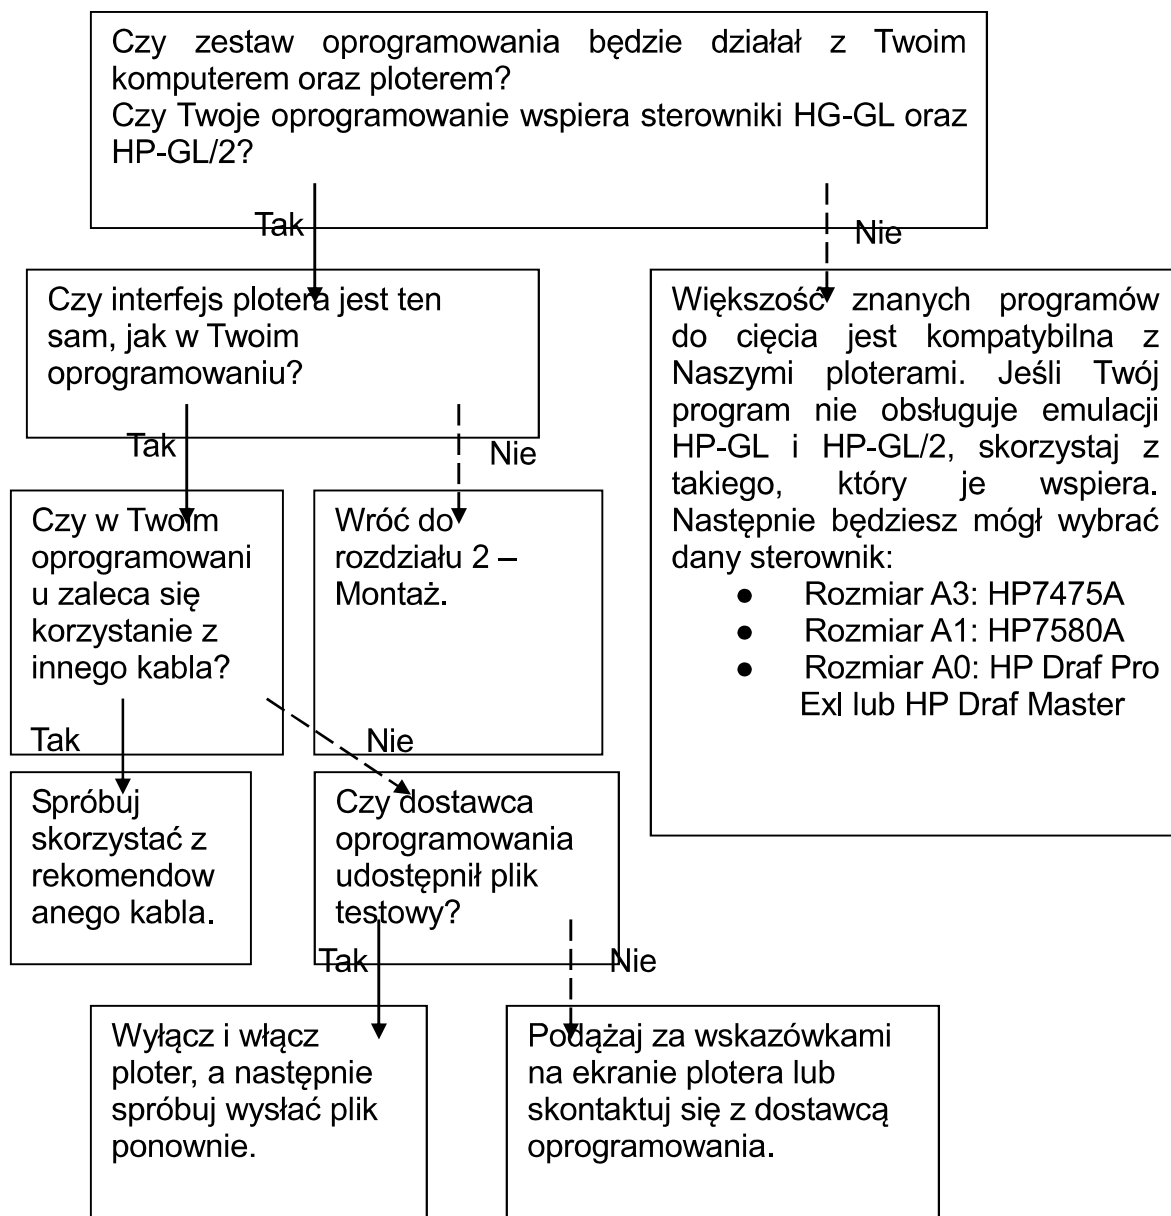 Czy zestaw oprogramowania będzie działał z Twoim
komputerem oraz ploterem?
Czy Twoje oprogramowanie wspiera sterowniki HG-GL oraz
HP-GL/2?
Tak
Nie
Czy interfejs plotera jest ten
sam, jak w Twoim
oprogramowaniu?
Większość znanych programów
do cięcia jest kompatybilna z
Naszymi ploterami. Jeśli Twój
program nie obsługuje emulacji
HP-GL i HP-GL/2, skorzystaj z
takiego, który je wspiera.
Następnie będziesz mógł wybrać
dany sterownik:
● Rozmiar A3: HP7475A
● Rozmiar A1: HP7580A
● Rozmiar A0: HP Draf Pro
Exl lub HP Draf Master
Tak
Nie
Czy w Twoim
oprogramowani
u zaleca się
korzystanie z
innego kabla?
Wróć do
rozdziału 2 –
Montaż.
Tak
Nie
Spróbuj
skorzystać z
rekomendow
anego kabla.
Czy dostawca
oprogramowania
udostępnił plik
testowy?
Tak
Nie
Wyłącz i włącz
ploter, a następnie
spróbuj wysłać plik
ponownie.
Podążaj za wskazówkami
na ekranie plotera lub
skontaktuj się z dostawcą
oprogramowania.